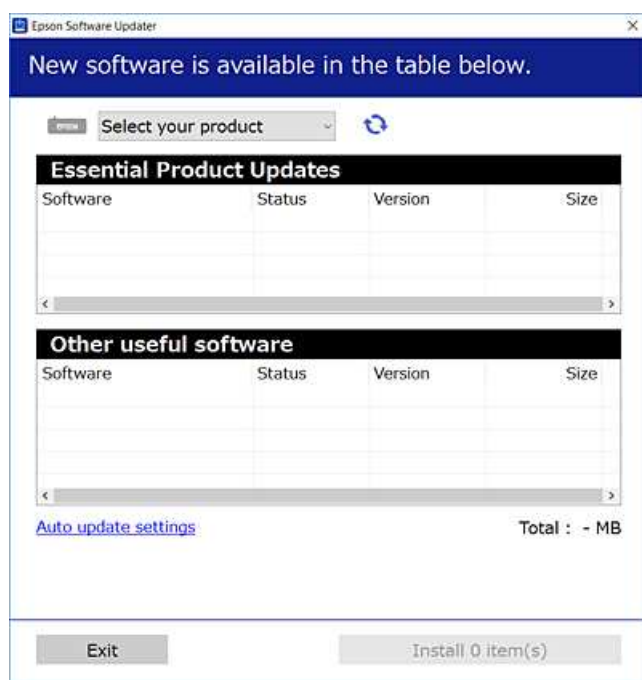 Epson Software Updater
New software is available in the table below.
EPSON Select your product
Essential Product Updates
Software Status Version Size
Other useful software
Software Status Version Size
Auto update settings Total : - MB
Exit Install 0 item(s)